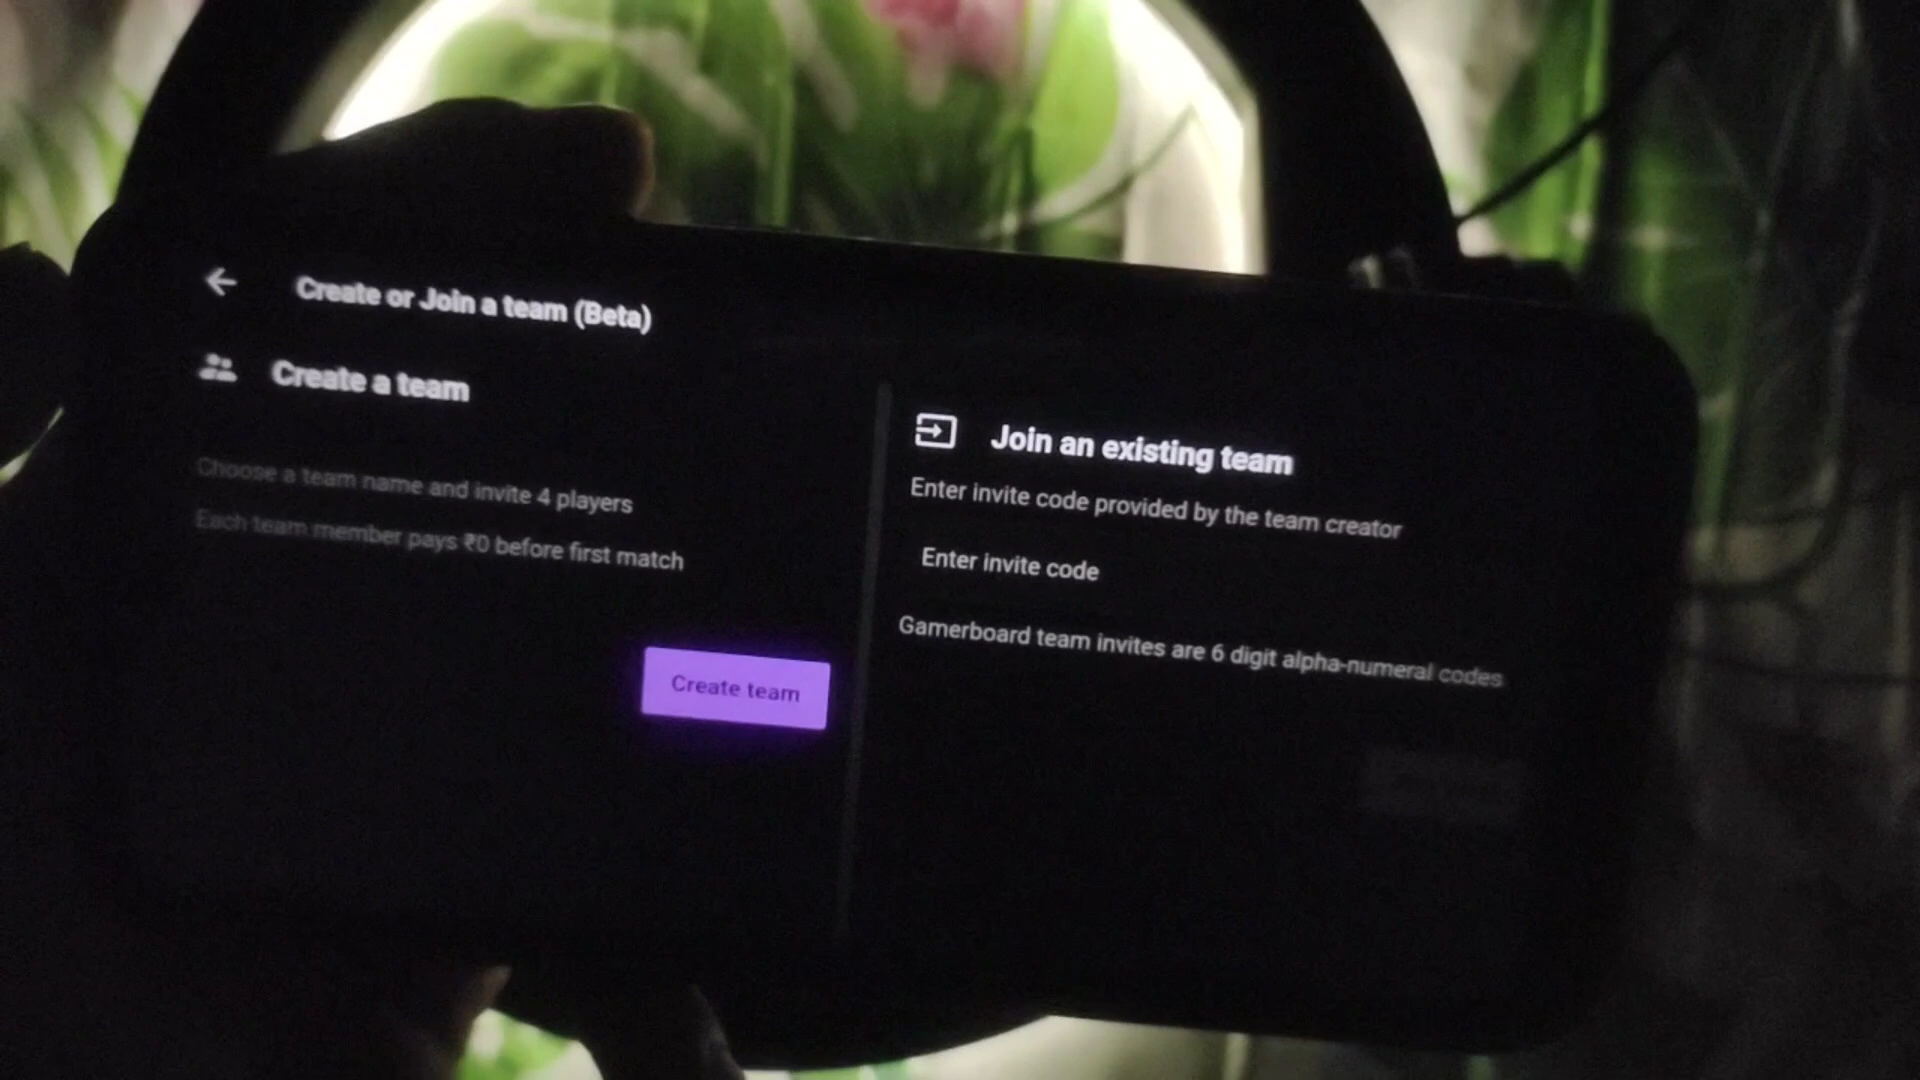 Create or Join a team (Beta)
Create a team
Choose a team name and invite 4 players
Each team member pays ₹0 before first match
Create team
Join an existing team
Enter invite code provided by the team creator
Enter invite code
Gamerboard team invites are 6 digit alpha-numeral codes